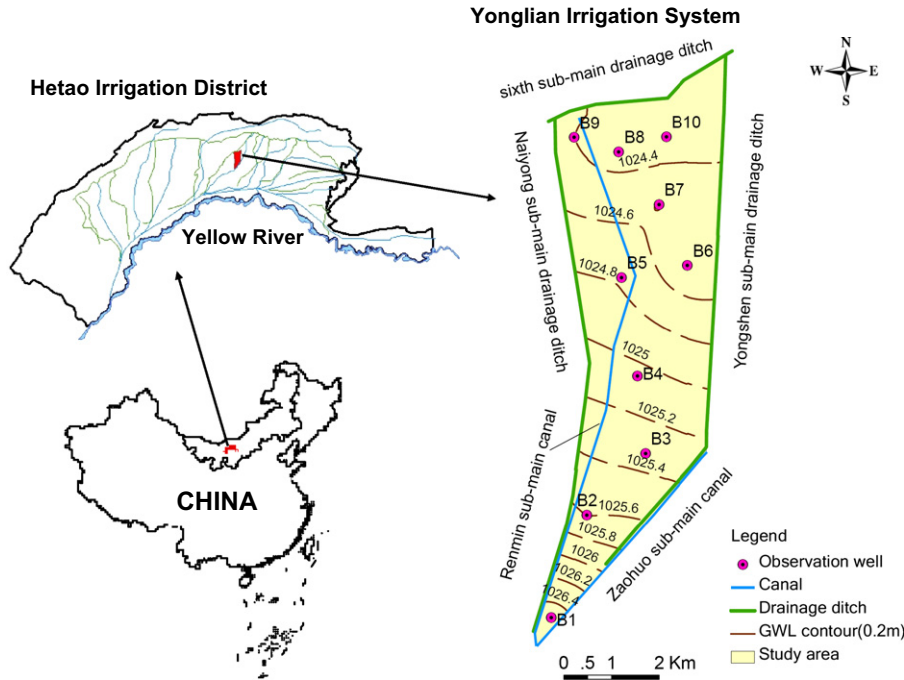 Yonglian Irrigation System
Hetao Irrigation District
Yellow River
CHINA
N
W E
S
sixth sub-main drainage ditch
Naiyong sub-main drainage ditch
Yongshen sub-main drainage ditch
Renmin sub-main canal
Zaohuo sub-main canal
B9
B8
B10
1024.4
B7
1024.6
B6
B5
1024.8
1025
B4
1025.2
B3
1025.4
B2
1025.6
1025.8
1026
1026.2
1026.4
B1
Legend
Observation well
Canal
Drainage ditch
GWL contour(0.2m)
Study area
0 .5 1 2 Km